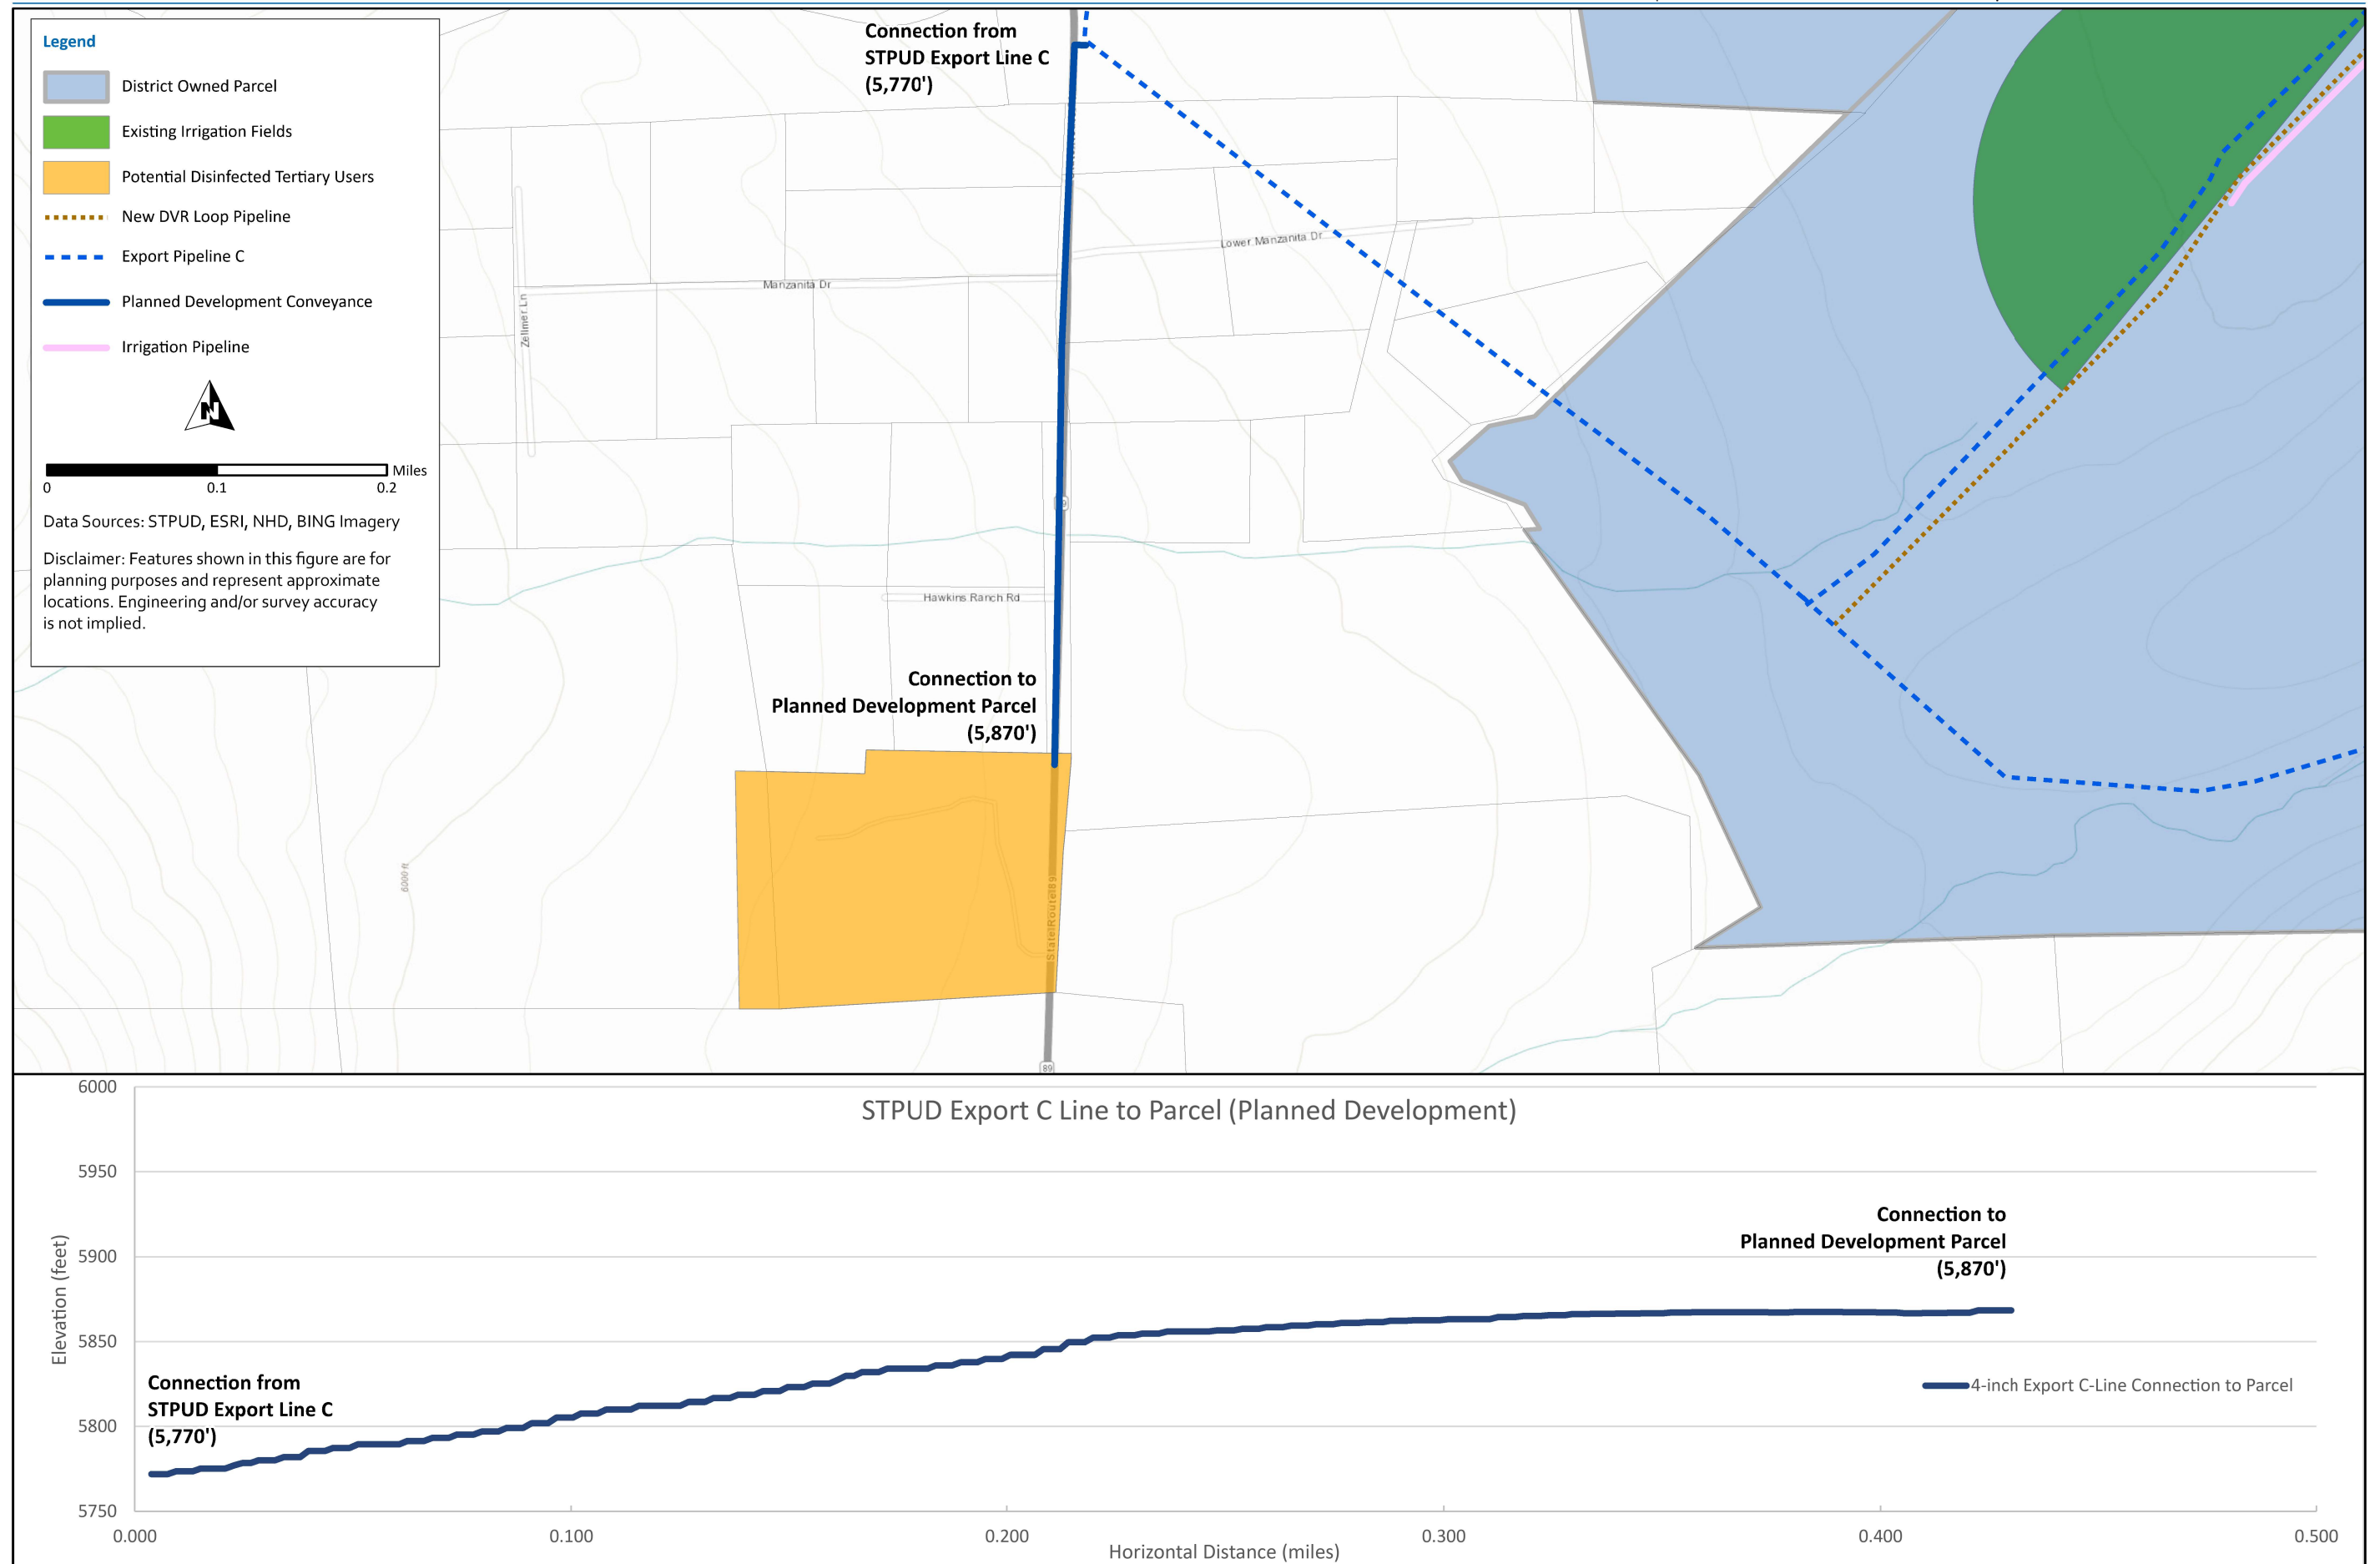 Legend
District Owned Parcel
Existing Irrigation Fields
Potential Disinfected Tertiary Users
New DVR Loop Pipeline
Export Pipeline C
Planned Development Conveyance
Irrigation Pipeline
N
Miles
0 0.1 0.2
Data Sources: STPUD, ESRI, NHD, BING Imagery
Disclaimer: Features shown in this figure are for
planning purposes and represent approximate
locations. Engineering and/or survey accuracy
is not implied.
Connection from
STPUD Export Line C
(5,770')
Lower Manzanita Dr
Manzanita Dr
Zellmer Ln
Hawkins Ranch Rd
Connection to
Planned Development Parcel
(5,870')
6000 ft
State Route 89
89
STPUD Export C Line to Parcel (Planned Development)
6000
5950
5900
5850
5800
5750
Elevation (feet)
Connection from
STPUD Export Line C
(5,770')
Connection to
Planned Development Parcel
(5,870')
4-inch Export C-Line Connection to Parcel
0.000 0.100 0.200 0.300 0.400 0.500
Horizontal Distance (miles)